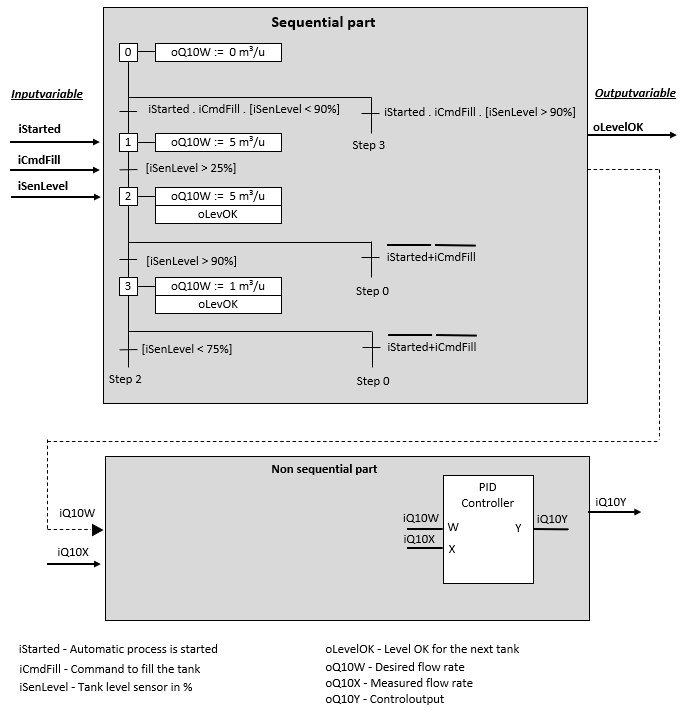 Sequential part
0 oQ10W := 0 m³/u
Inputvariable
Outputvariable
iStarted . iCmdFill . [iSenLevel < 90%]
iStarted . iCmdFill . [iSenLevel > 90%]
iStarted
oLevelOK
1 oQ10W := 5 m³/u
Step 3
iCmdFill
[iSenLevel > 25%]
iSenLevel
2 oQ10W := 5 m³/u
oLevOK
iStarted+iCmdFill
[iSenLevel > 90%]
3 oQ10W := 1 m³/u
Step 0
oLevOK
[iSenLevel < 75%]
iStarted+iCmdFill
Step 2
Step 0
Non sequential part
PID
Controller
iQ10W
iQ10X
iQ10W
iQ10X
W
X
Y
iQ10Y
iQ10Y
iStarted - Automatic process is started
iCmdFill - Command to fill the tank
iSenLevel - Tank level sensor in %
oLevelOK - Level OK for the next tank
oQ10W - Desired flow rate
oQ10X - Measured flow rate
oQ10Y - Controloutput